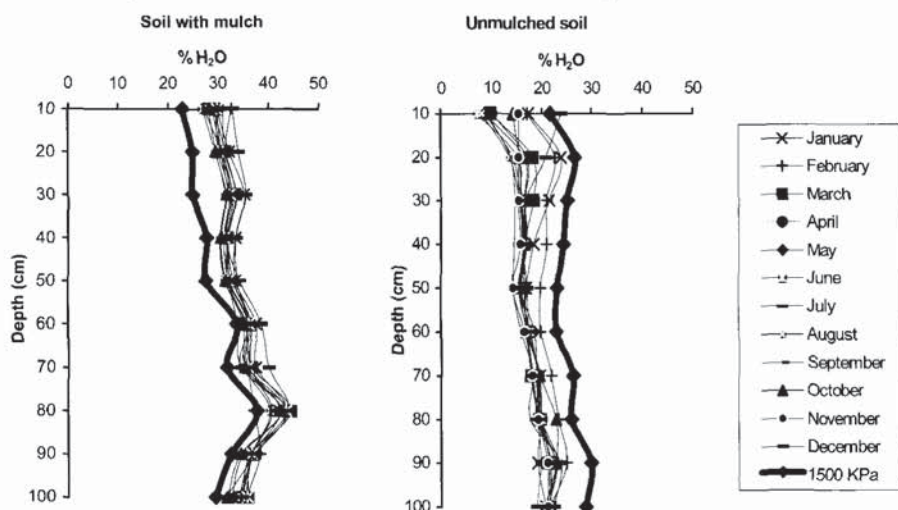 Soil with mulch
% H2O
0 10 20 30 40 50
Depth (cm)
10
20
30
40
50
60
70
80
90
100
Unmulched soil
% H2O
0 10 20 30 40 50
Depth (cm)
10
20
30
40
50
60
70
80
90
100
January
February
March
April
May
June
July
August
September
October
November
December
1500 KPa